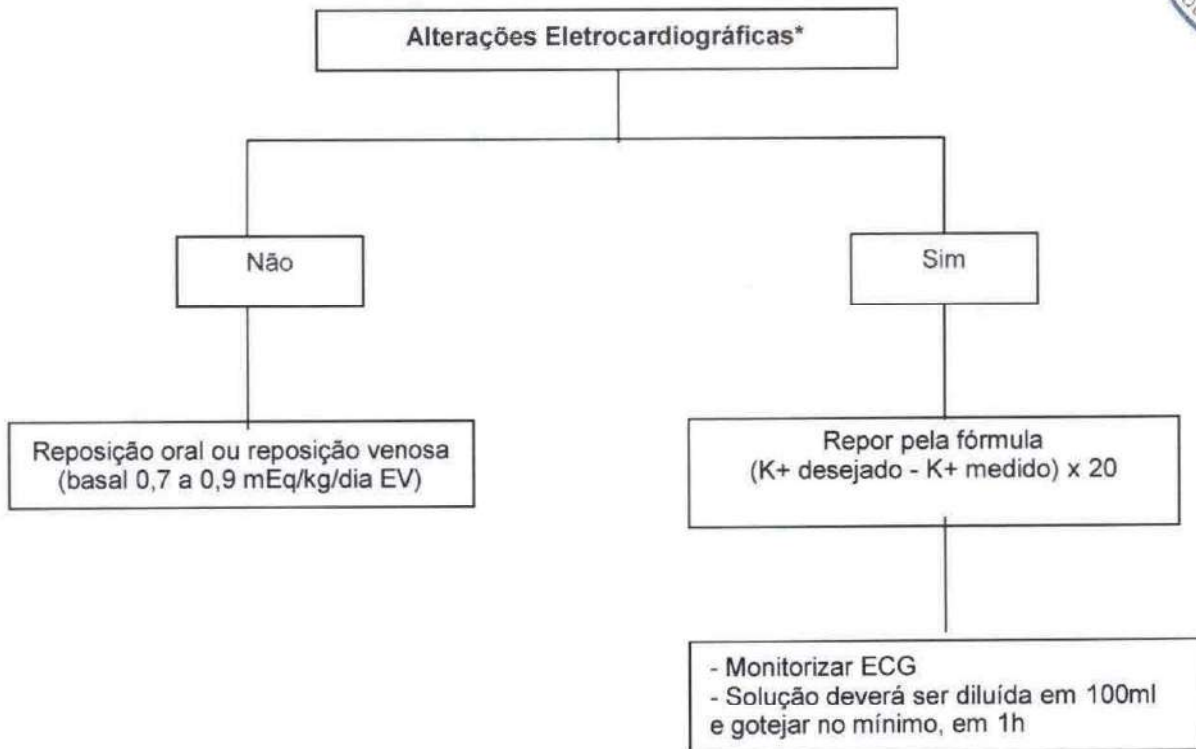 Alterações Eletrocardiográficas*
Não
Sim
Reposição oral ou reposição venosa
(basal 0,7 a 0,9 mEq/kg/dia EV)
Repor pela fórmula
(K+ desejado - K+ medido) x 20
- Monitorizar ECG
- Solução deverá ser diluída em 100ml
e gotejar no mínimo, em 1h